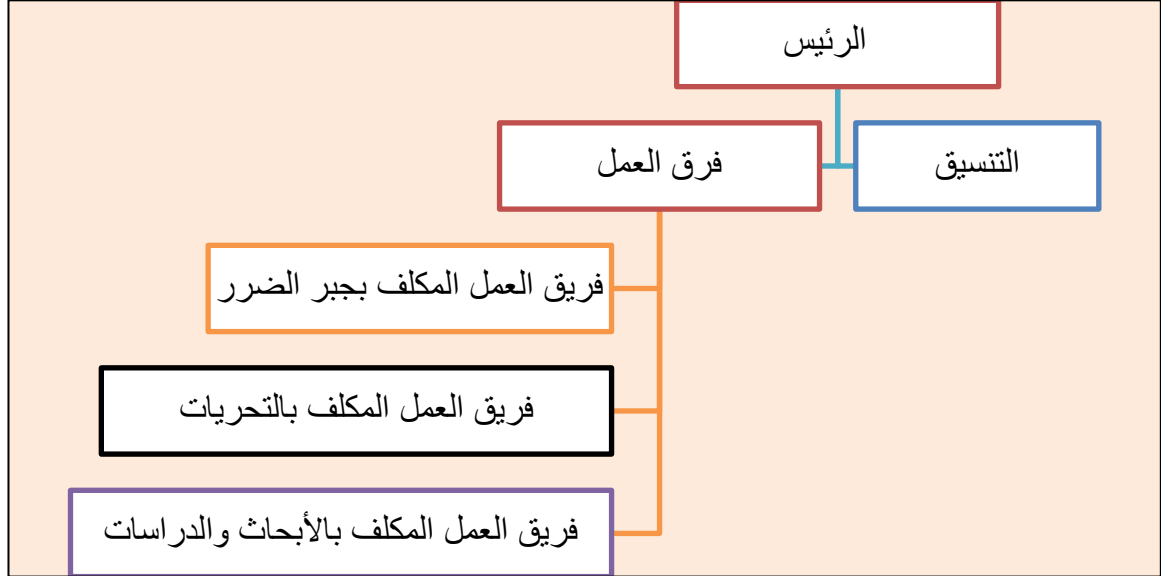 الرئيس
التنسيق
فرق العمل
فريق العمل المكلف بجبر الضرر
فريق العمل المكلف بالتحريات
فريق العمل المكلف بالأبحاث والدراسات